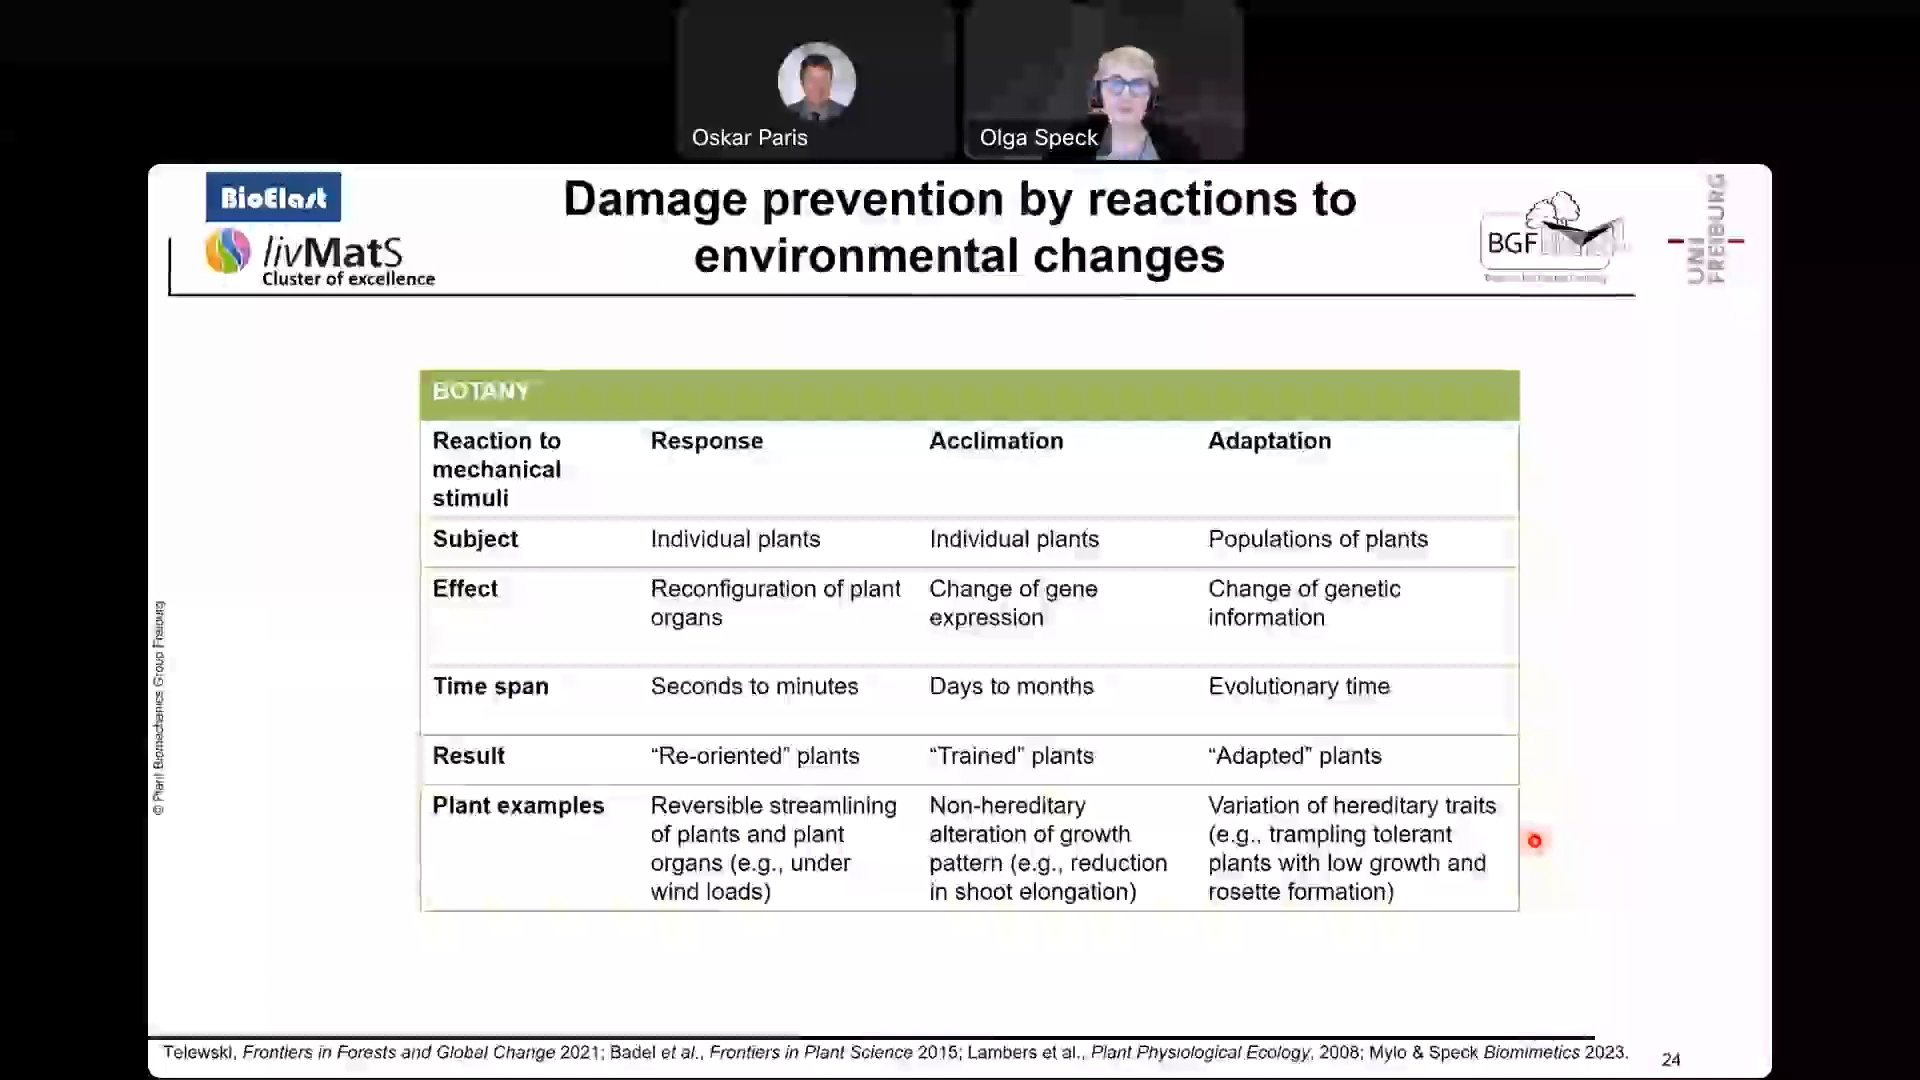 Oskar Paris
Olga Speck
BioElast
livMatS
Cluster of excellence
Damage prevention by reactions to
environmental changes
BGF
UNI
FREIBURG
BOTANY
Reaction to mechanical stimuli
Response
Acclimation
Adaptation
Subject
Individual plants
Individual plants
Populations of plants
Effect
Reconfiguration of plant
organs
Change of gene
expression
Change of genetic
information
Time span
Seconds to minutes
Days to months
Evolutionary time
Result
“Re-oriented” plants
“Trained” plants
“Adapted” plants
Plant examples
Reversible streamlining
of plants and plant
organs (e.g., under
wind loads)
Non-hereditary
alteration of growth
pattern (e.g., reduction
in shoot elongation)
Variation of hereditary traits
(e.g., trampling tolerant
plants with low growth and
rosette formation)
© Plant Biomechanics Group Freiburg
Telewski, Frontiers in Forests and Global Change 2021; Badel et al., Frontiers in Plant Science 2015; Lambers et al., Plant Physiological Ecology, 2008; Mylo & Speck Biomimetics 2023.
24